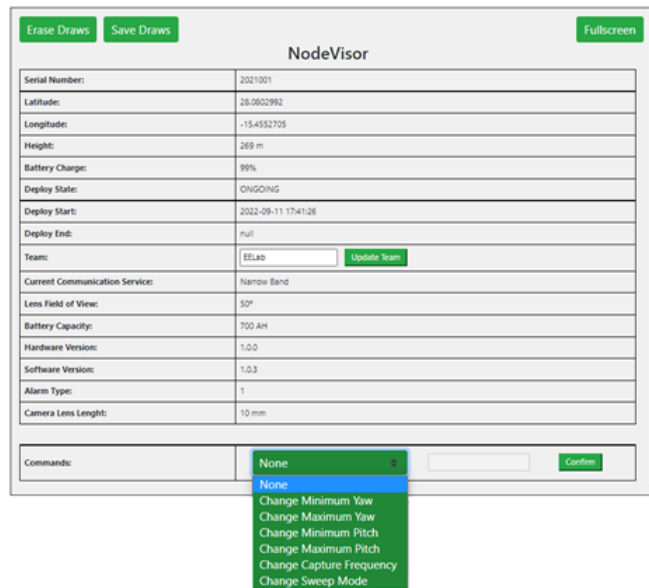 Erase Draws Save Draws Fullscreen
NodeVisor
Serial Number: 2021001
Latitude: 28.0802992
Longitude: -15.4552705
Height: 269 m
Battery Charge: 99%
Deploy State: ONGOING
Deploy Start: 2022-09-11 17:41:26
Deploy End: null
Team: EELab Update Team
Current Communication Service: Narrow Band
Lens Field of View: 50º
Battery Capacity: 700 AH
Hardware Version: 1.0.0
Software Version: 1.0.3
Alarm Type: 1
Camera Lens Lenght: 10 mm
Commands: None Confirm
None
Change Minimum Yaw
Change Maximum Yaw
Change Minimum Pitch
Change Maximum Pitch
Change Capture Frequency
Change Sweep Mode